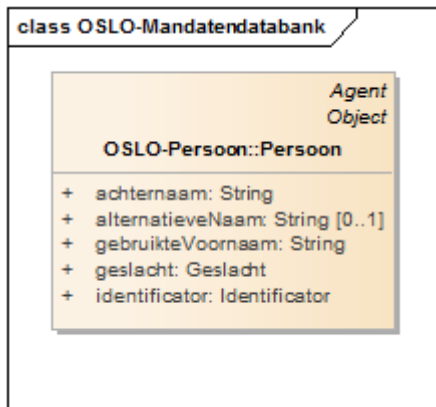 class OSLO-Mandatendatabank
Agent
Object
OSLO-Persoon::Persoon
+ achternaam: String
+ alternatieveNaam: String [0..1]
+ gebruikteVoornaam: String
+ geslacht: Geslacht
+ identificator: Identificator